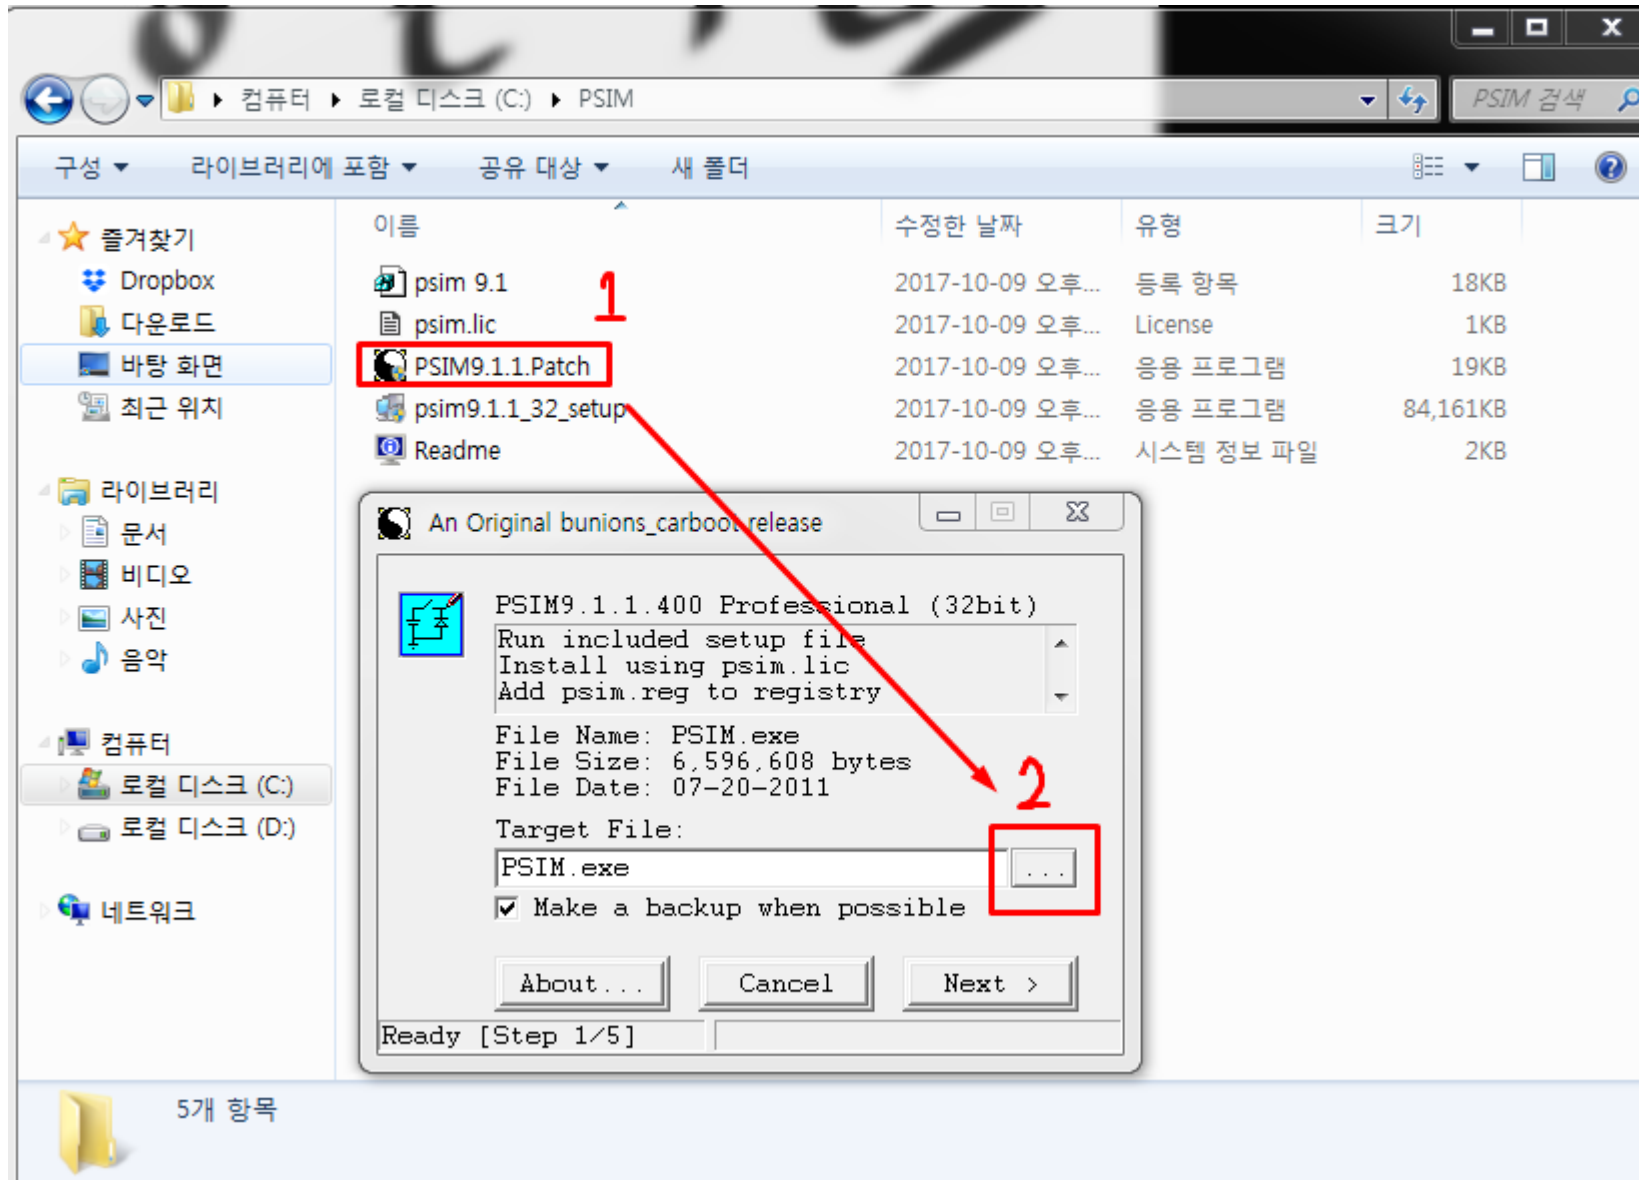 컴퓨터 로컬 디스크 (C:) PSIM
PSIM 검색
구성 라이브러리에 포함 공유 대상 새 폴더
이름 수정한 날짜 유형 크기
즐겨찾기
Dropbox
다운로드
바탕 화면
최근 위치
라이브러리
문서
비디오
사진
음악
컴퓨터
로컬 디스크 (C:)
로컬 디스크 (D:)
네트워크
psim 9.1 2017-10-09 오후... 등록 항목 18KB
1
psim.lic 2017-10-09 오후... License 1KB
PSIM9.1.1.Patch 2017-10-09 오후... 응용 프로그램 19KB
psim9.1.1_32_setup 2017-10-09 오후... 응용 프로그램 84,161KB
Readme 2017-10-09 오후... 시스템 정보 파일 2KB
An Original bunions_carboot release
PSIM9.1.1.400 Professional (32bit)
Run included setup file
Install using psim.lic
Add psim.reg to registry
File Name: PSIM.exe
File Size: 6,596,608 bytes
File Date: 07-20-2011
2
Target File:
PSIM.exe ...
Make a backup when possible
About... Cancel Next >
Ready [Step 1/5]
5개 항목